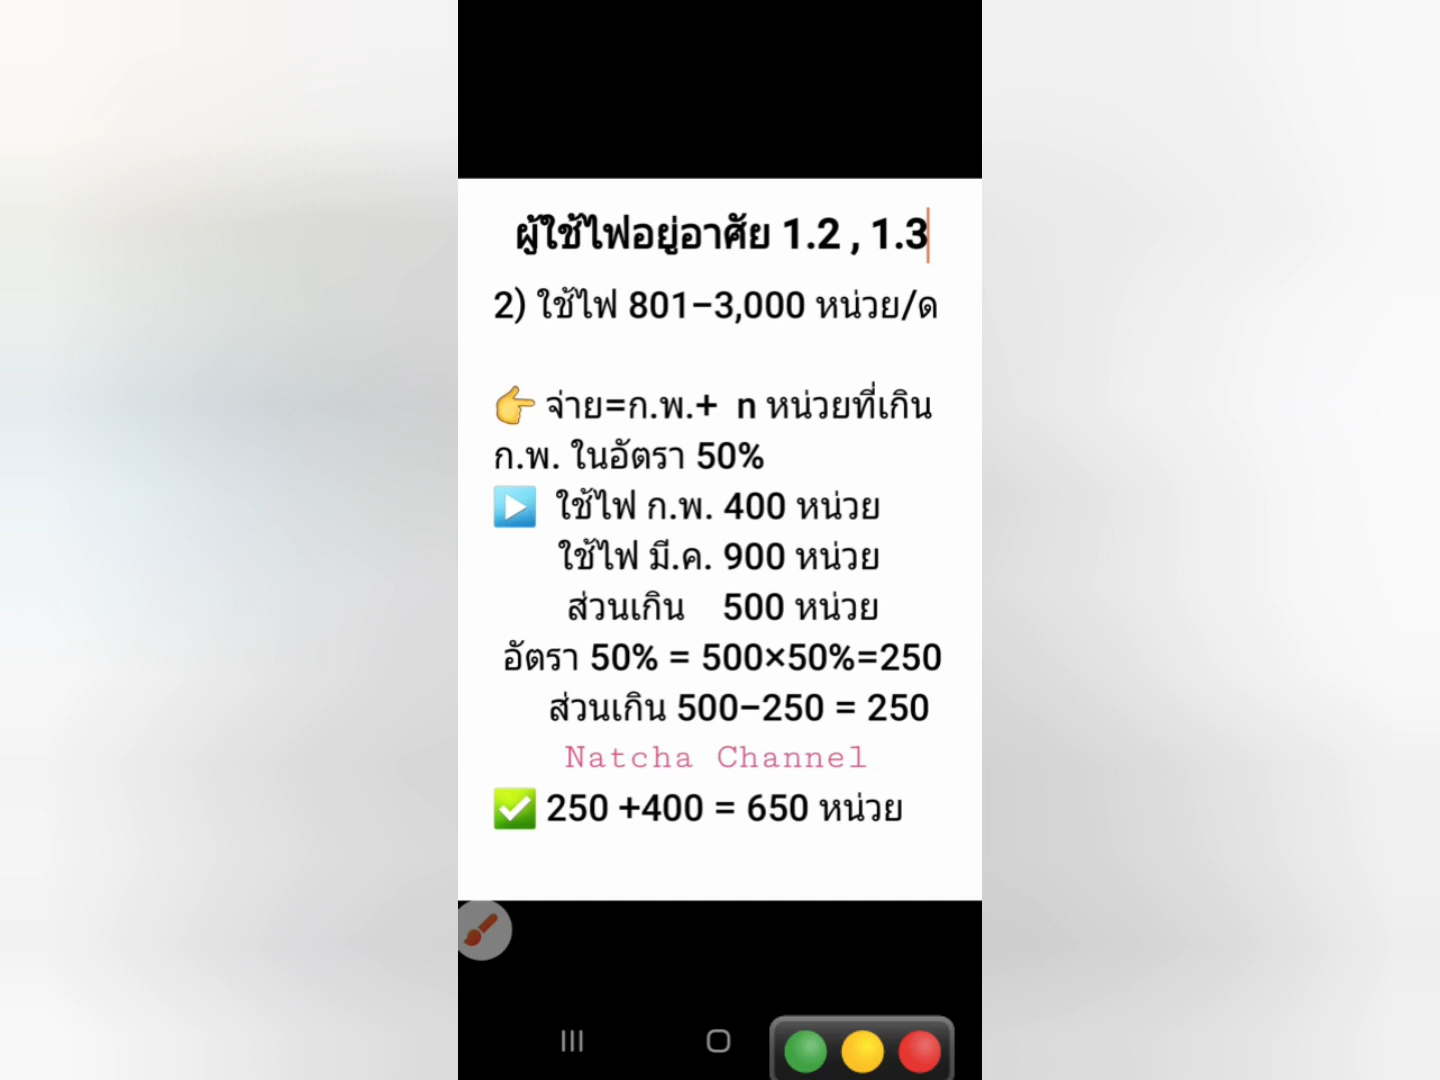 ผู้ใช้ไฟอยู่อาศัย 1.2 , 1.3
2) ใช้ไฟ 801–3,000 หน่วย/ด
👉 จ่าย=ก.พ.+ n หน่วยที่เกิน
ก.พ. ในอัตรา 50%
▶️ ใช้ไฟ ก.พ. 400 หน่วย
ใช้ไฟ มี.ค. 900 หน่วย
ส่วนเกิน 500 หน่วย
อัตรา 50% = 500×50%=250
ส่วนเกิน 500–250 = 250
Natcha Channel
✅ 250 +400 = 650 หน่วย